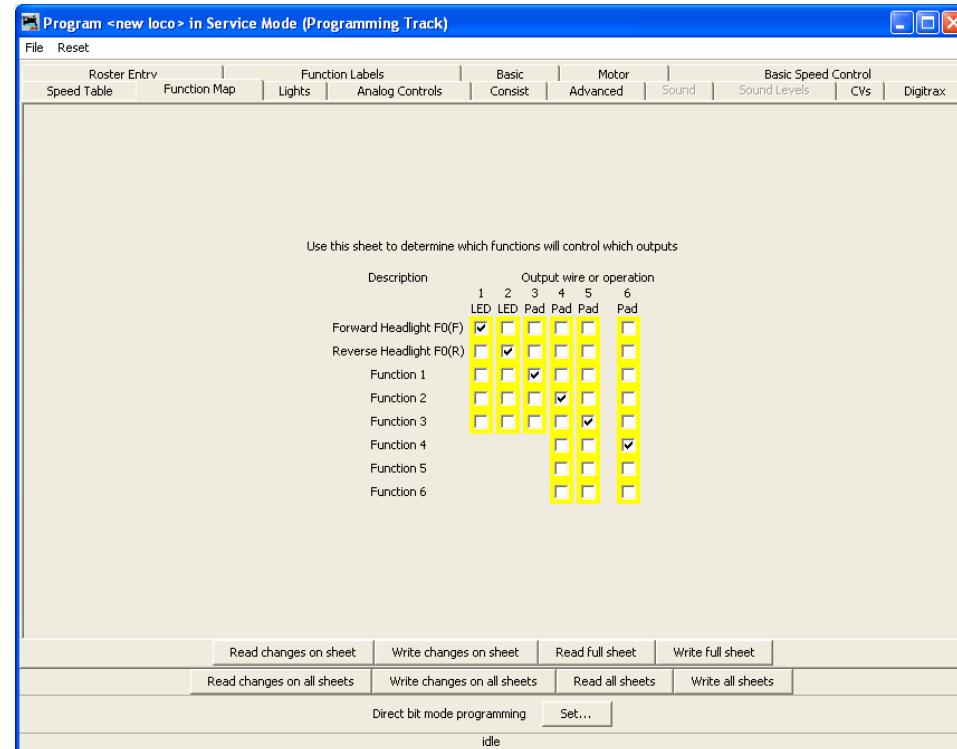 Program <new loco> in Service Mode (Programming Track)
File Reset
Roster Entry Function Labels Basic Motor Basic Speed Control
Speed Table Function Map Lights Analog Controls Consist Advanced Sound Sound Levels CVs Digitrax
Use this sheet to determine which functions will control which outputs
Description Output wire or operation
1 2 3 4 5 6
LED LED Pad Pad Pad Pad
Forward Headlight F0(F)
Reverse Headlight F0(R)
Function 1
Function 2
Function 3
Function 4
Function 5
Function 6
Read changes on sheet Write changes on sheet Read full sheet Write full sheet
Read changes on all sheets Write changes on all sheets Read all sheets Write all sheets
Direct bit mode programming Set...
idle